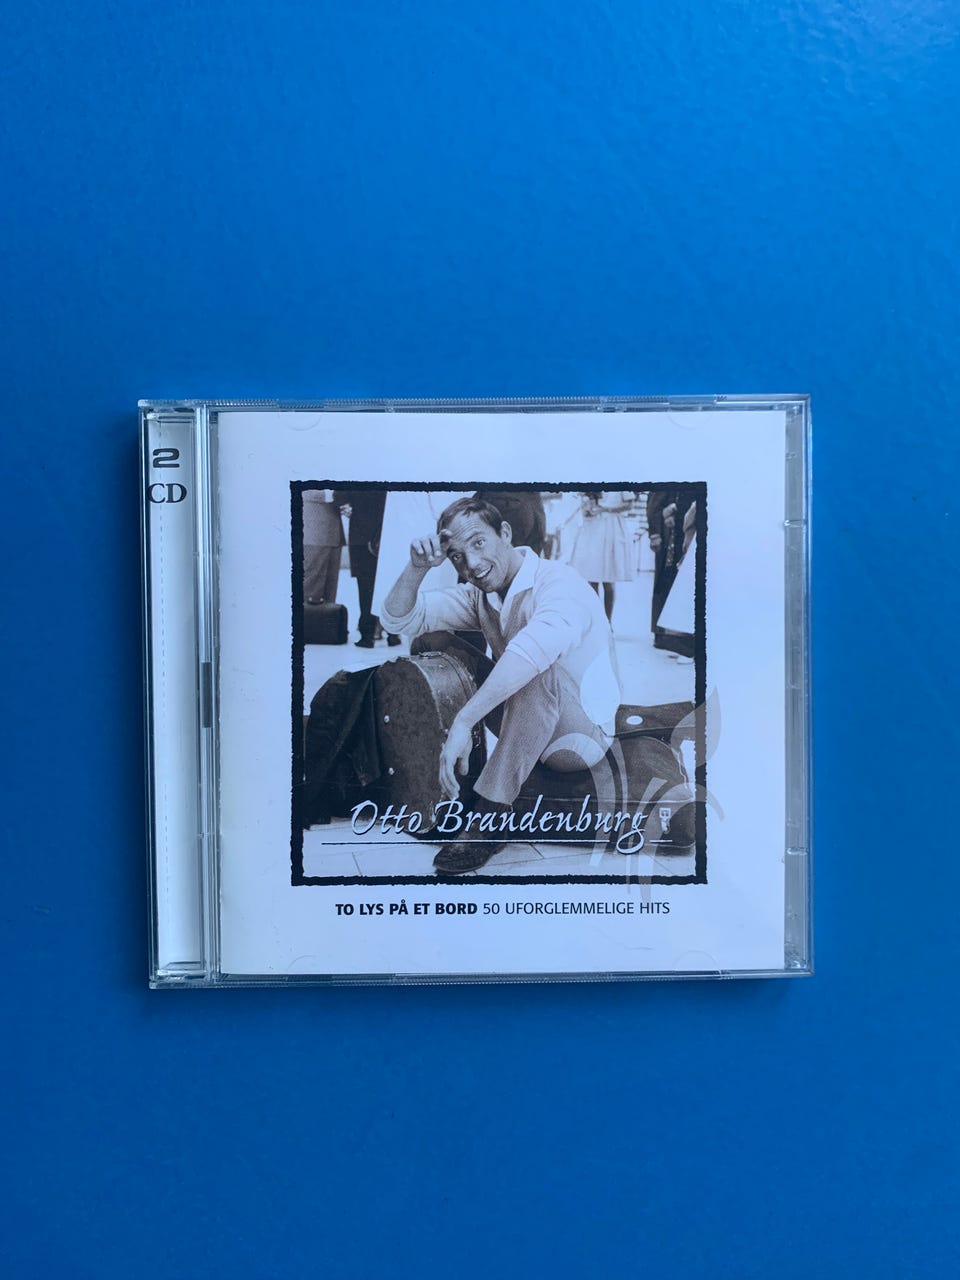 2
CD
Otto Brandenburg
TO LYS PÅ ET BORD 50 UFORGLEMMELIGE HITS